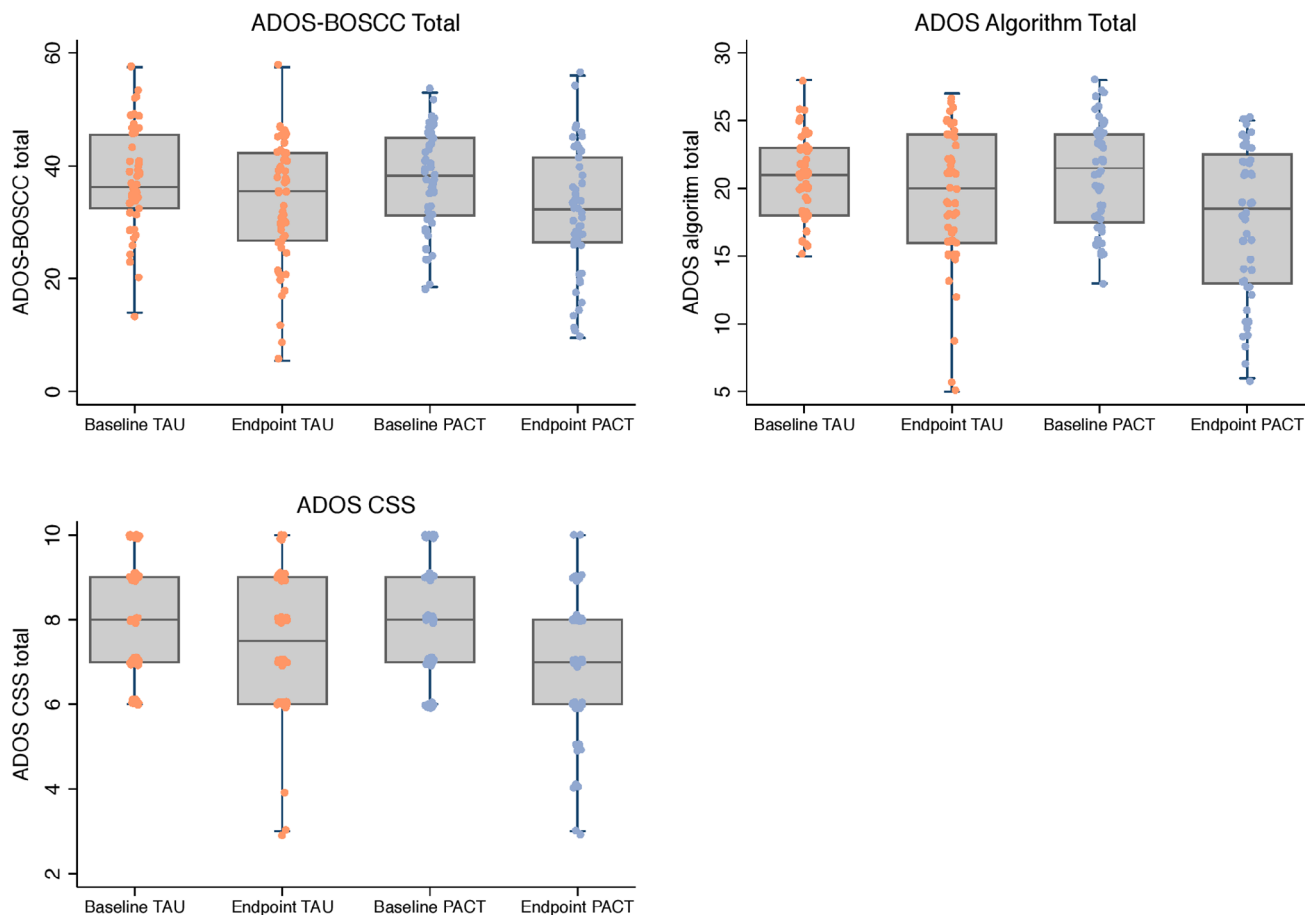 ADOS-BOSCC Total
ADOS-BOSCC total
60
40
20
0
Baseline TAU
Endpoint TAU
Baseline PACT
Endpoint PACT
ADOS Algorithm Total
ADOS algoritm total
30
25
20
15
10
5
Baseline TAU
Endpoint TAU
Baseline PACT
Endpoint PACT
ADOS CSS
ADOS CSS total
10
8
6
4
2
Baseline TAU
Endpoint TAU
Baseline PACT
Endpoint PACT